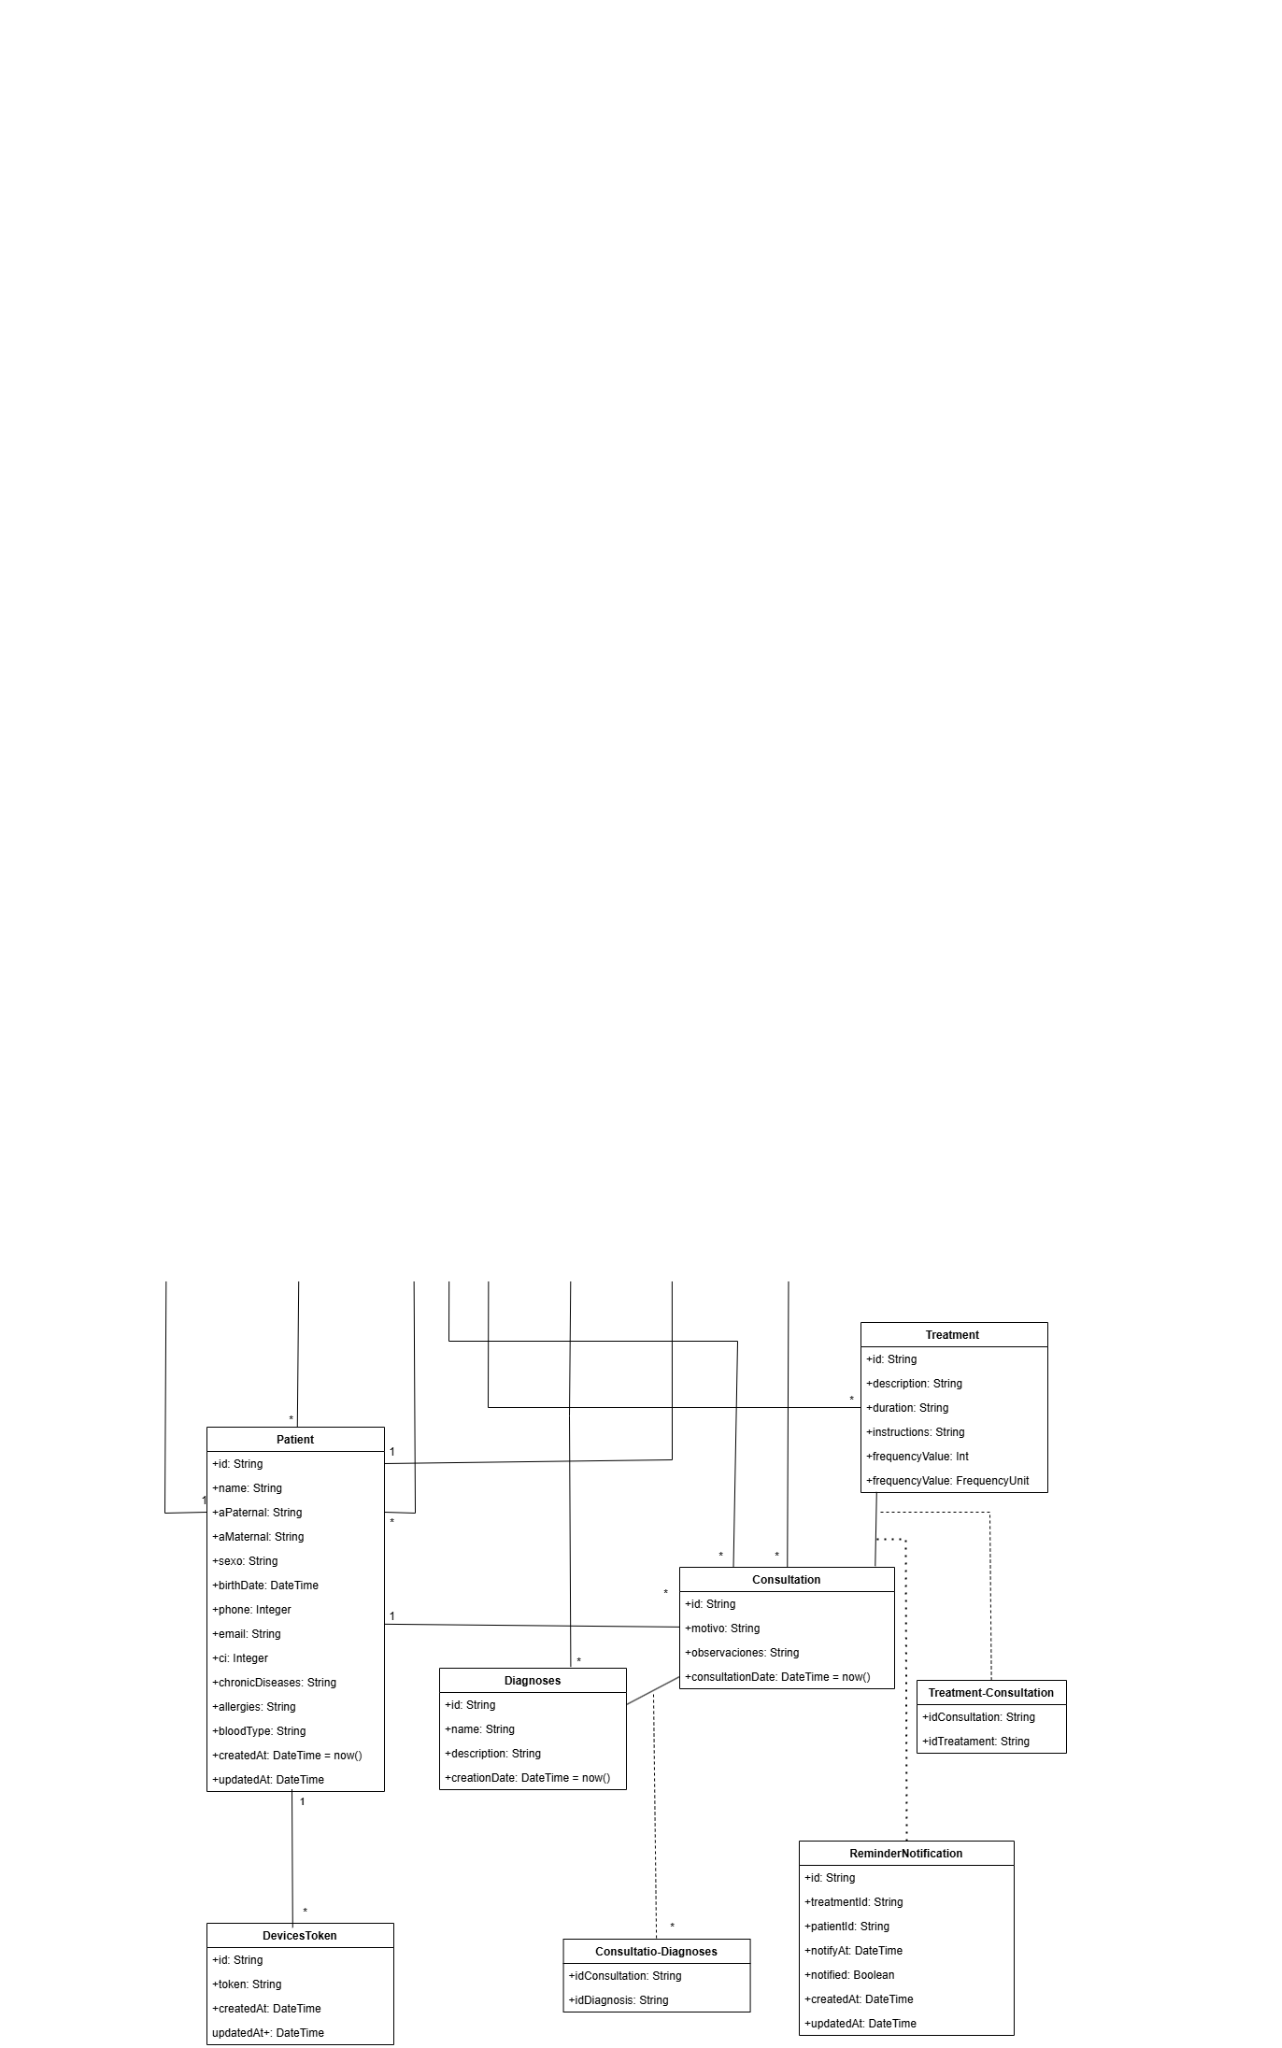 Treatment
+id: String
+description: String
*
+duration: String
+instructions: String
+frequencyValue: Int
+frequencyValue: FrequencyUnit
*
Patient
1
+id: String
+name: String
1
+aPaternal: String
*
+aMaternal: String
+sexo: String
+birthDate: DateTime
+phone: Integer
1
+email: String
+ci: Integer
+chronicDiseases: String
+allergies: String
+bloodType: String
+createdAt: DateTime = now()
+updatedAt: DateTime
1
*
*
*
Consultation
+id: String
+motivo: String
+observaciones: String
+consultationDate: DateTime = now()
*
Diagnoses
+id: String
+name: String
+description: String
+creationDate: DateTime = now()
Treatment-Consultation
+idConsultation: String
+idTreatament: String
*
DevicesToken
+id: String
+token: String
+createdAt: DateTime
updatedAt+: DateTime
*
Consultatio-Diagnoses
+idConsultation: String
+idDiagnosis: String
ReminderNotification
+id: String
+treatmentId: String
+patientId: String
+notifyAt: DateTime
+notified: Boolean
+createdAt: DateTime
+updatedAt: DateTime